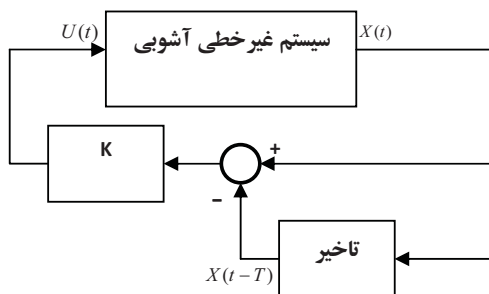 سیستم غیرخطی آشوبی
U(t)
X(t)
K
+
−
تاخیر
X(t−T)